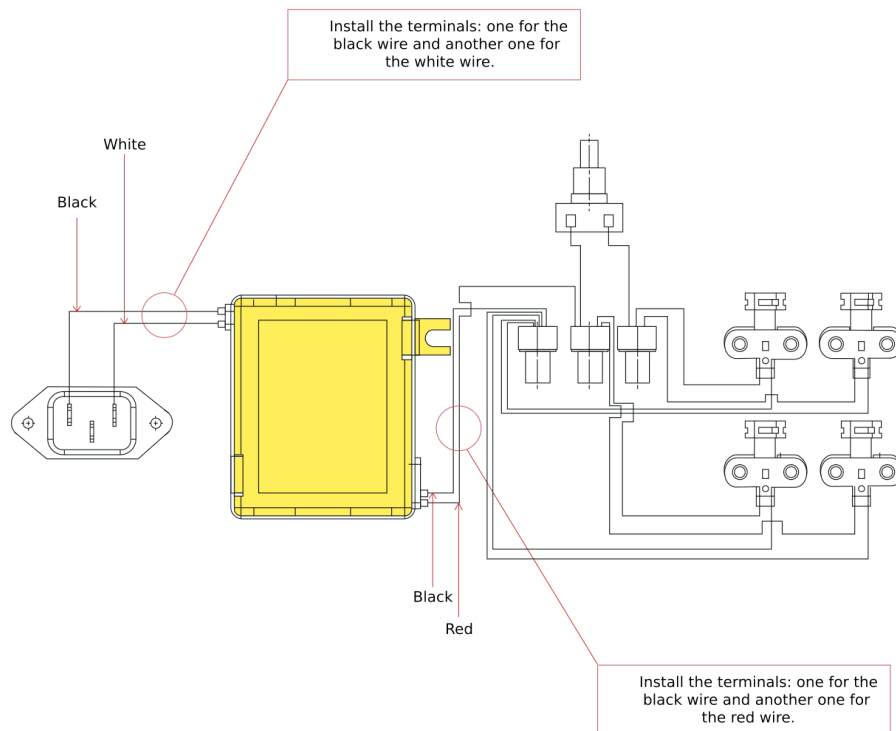 Install the terminals: one for the
black wire and another one for
the white wire.
White
Black
Black
Red
Install the terminals: one for the
black wire and another one for
the red wire.